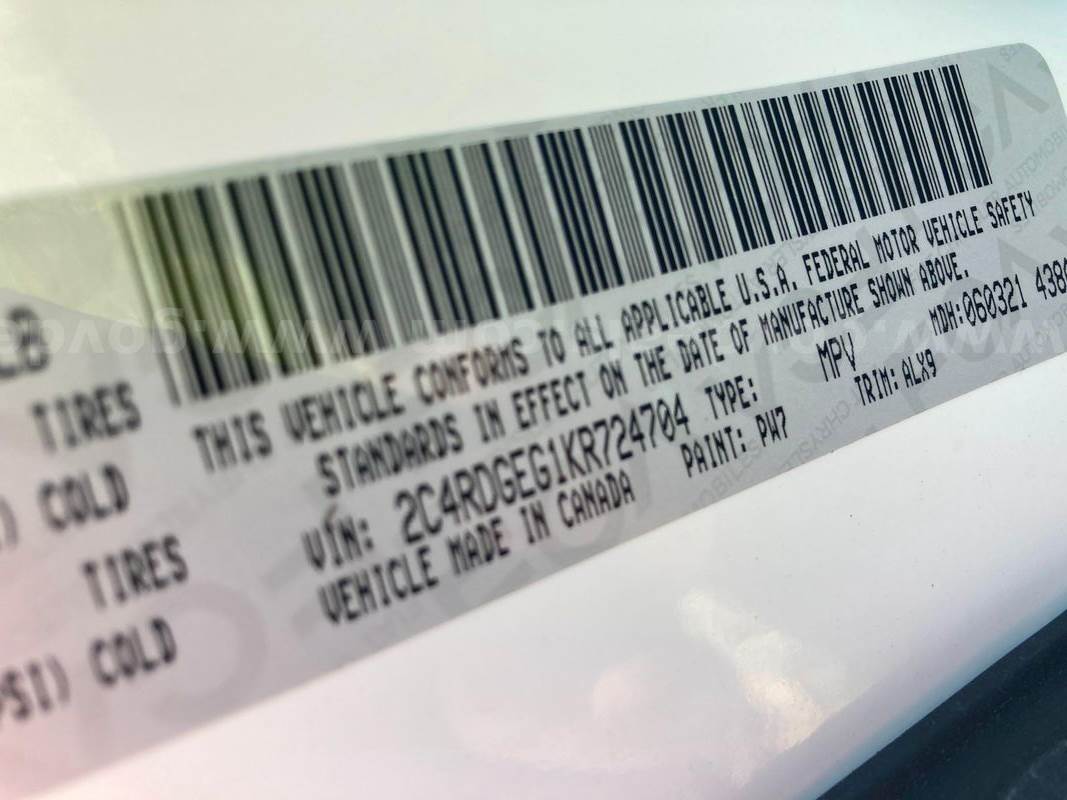 LB
TIRES
) COLD
TIRES
PSI) COLD
THIS VEHICLE CONFORMS TO ALL APPLICABLE U.S.A. FEDERAL MOTOR VEHICLE SAFETY
STANDARDS IN EFFECT ON THE DATE OF MANUFACTURE SHOWN ABOVE.
VIN: 2C4RDGEG1KR724704 TYPE: MPV MDH:060321 438
VEHICLE MADE IN CANADA PAINT: PW7 TRIM: ALX9